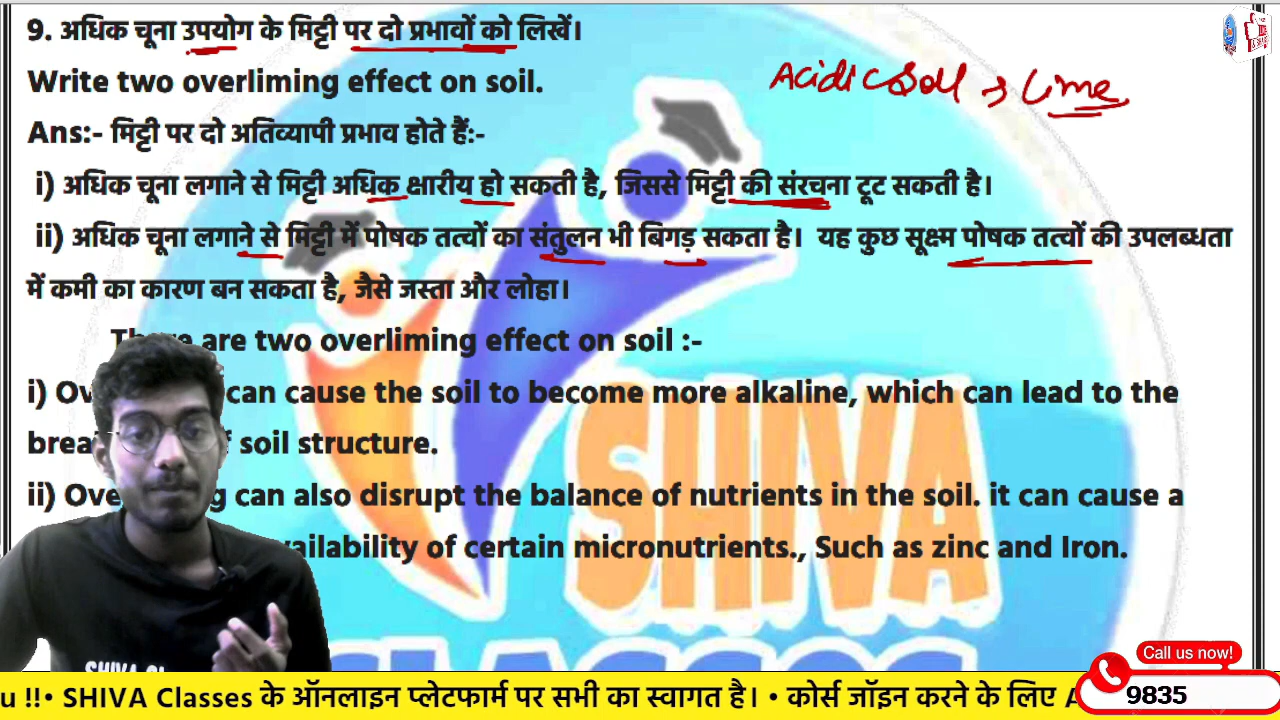 9. अधिक चूना उपयोग के मिट्टी पर दो प्रभावों को लिखें।
Write two overliming effect on soil.
Acidic Soil → Lime
Ans:- मिट्टी पर दो अतिव्यापी प्रभाव होते हैं:-
i) अधिक चूना लगाने से मिट्टी अधिक क्षारीय हो सकती है, जिससे मिट्टी की संरचना टूट सकती है।
ii) अधिक चूना लगाने से मिट्टी में पोषक तत्वों का संतुलन भी बिगड़ सकता है। यह कुछ सूक्ष्म पोषक तत्वों की उपलब्धता
में कमी का कारण बन सकता है, जैसे जस्ता और लोहा।
are two overliming effect on soil :-
i) can cause the soil to become more alkaline, which can lead to the
soil structure.
ii) can also disrupt the balance of nutrients in the soil. it can cause a
of certain micronutrients., Such as zinc and Iron.
SHIVA
CLASSES
SHIVA
Call us now!
u !!• SHIVA Classes के ऑनलाइन प्लेटफार्म पर सभी का स्वागत है। • कोर्स जॉइन करने के लिए
9835